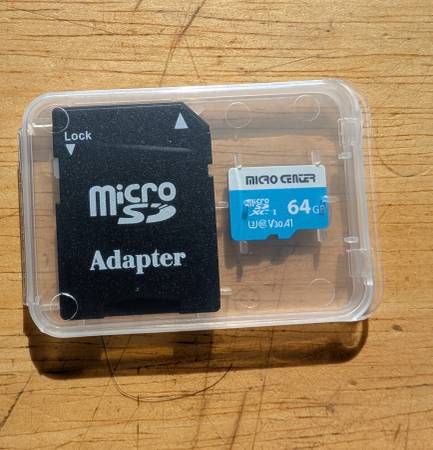 Lock
Micro
SD
Adapter
MICRO CENTER
Micro
SD
XC I
64GB
U3 V30 A1